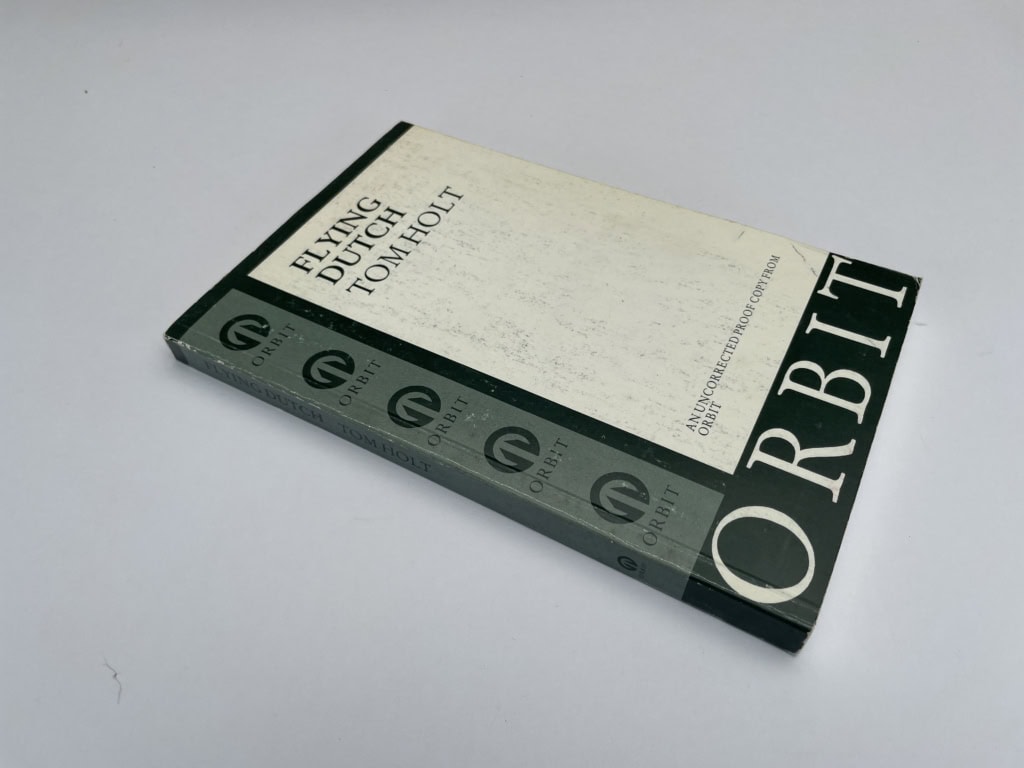 FLYING
DUTCH
TOM HOLT
AN UNCORRECTED PROOF COPY FROM
ORBIT
ORBIT
ORBIT
ORBIT
ORBIT
ORBIT
ORBIT
FLYING DUTCH TOM HOLT